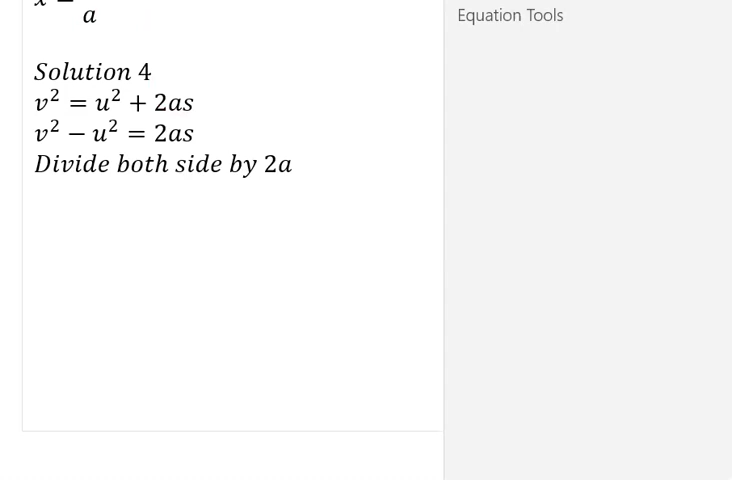 a
Equation Tools
Solution 4
v² = u² + 2as
v² − u² = 2as
Divide both side by 2a